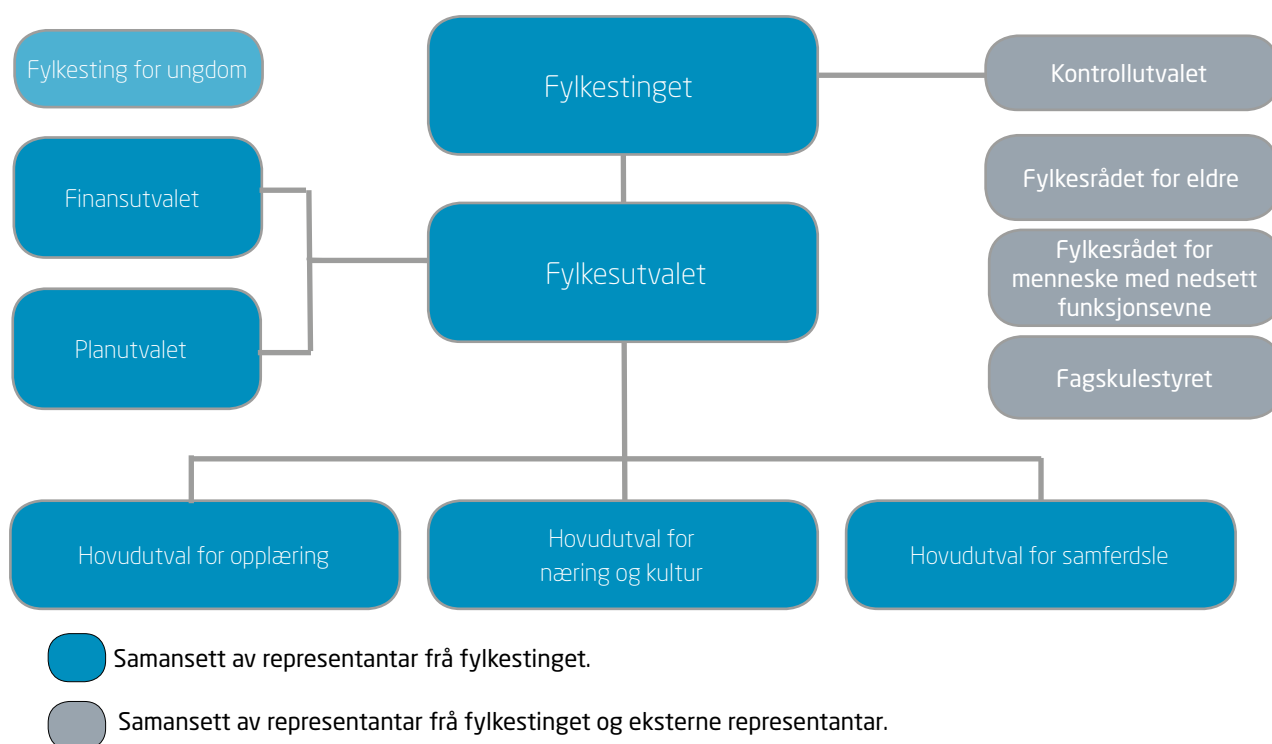 Fylkesting for ungdom
Fylkestinget
Kontrollutvalet
Finansutvalet
Fylkesrådet for eldre
Fylkesutvalet
Fylkesrådet for
menneske med nedsett
funksjonsevne
Planutvalet
Fagskulestyret
Hovudutval for opplæring
Hovudutval for
næring og kultur
Hovudutval for samferdsle
Samansett av representantar frå fylkestinget.
Samansett av representantar frå fylkestinget og eksterne representantar.